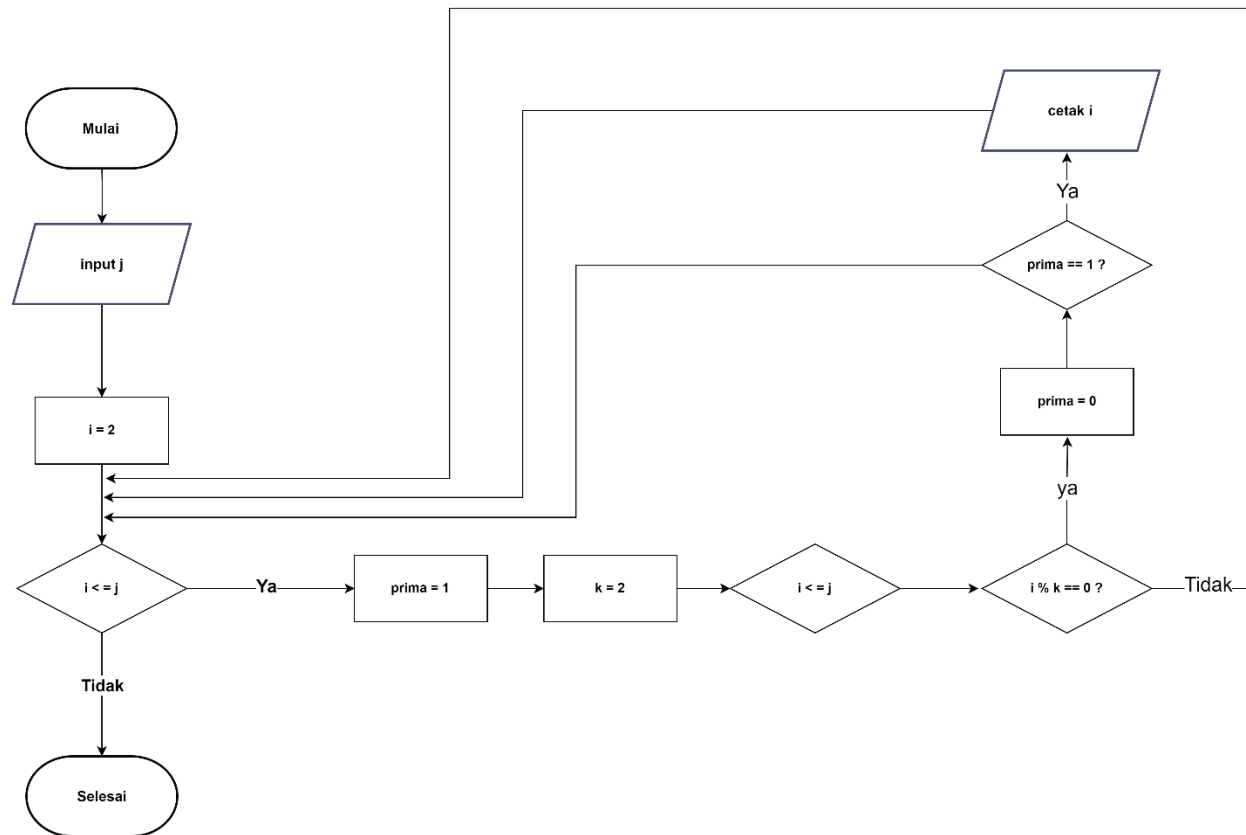 Mulai
input j
i = 2
i <= j
Tidak
Selesai
Ya
prima = 1
k = 2
i <= j
i % k == 0 ?
Tidak
ya
prima = 0
prima == 1 ?
Ya
cetak i